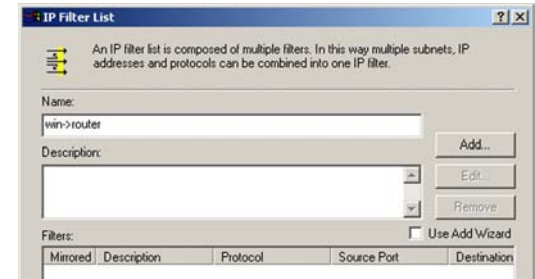 IP Filter List
An IP filter list is composed of multiple filters. In this way multiple subnets, IP
addresses and protocols can be combined into one IP filter.
Name:
win->router
Add...
Description:
Edit...
Remove
Filters:
Use Add Wizard
Mirrored Description Protocol Source Port Destination